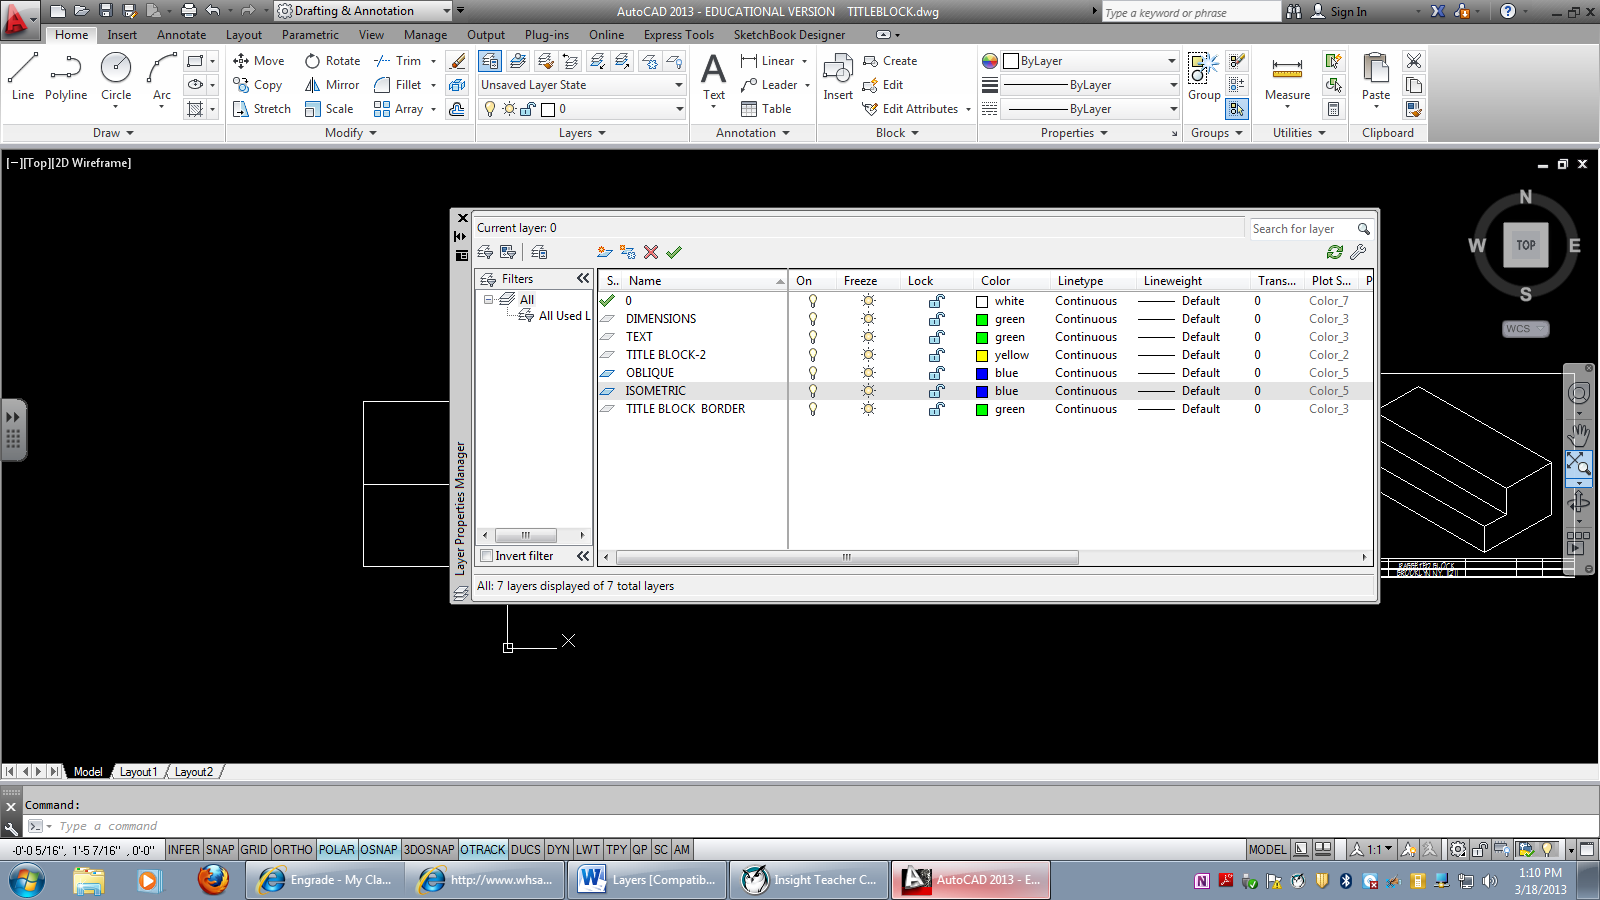 Drafting & Annotation
AutoCAD 2013 - EDUCATIONAL VERSION TITLEBLOCK.dwg
Type a keyword or phrase
Sign In
Home Insert Annotate Layout Parametric View Manage Output Plug-ins Online Express Tools SketchBook Designer
Line Polyline Circle Arc
Move Rotate Trim
Copy Mirror Fillet
Stretch Scale Array
Unsaved Layer State
0
Text
Linear
Leader
Table
Insert
Create
Edit
Edit Attributes
ByLayer
ByLayer
ByLayer
Group
Measure
Paste
Draw Modify Layers Annotation Block Properties Groups Utilities Clipboard
[−][Top][2D Wireframe]
N
W TOP E
S
WCS
Current layer: 0
Search for layer
Filters
All
All Used L
Invert filter
S.. Name On Freeze Lock Color Linetype Lineweight Trans... Plot S... P
0 white Continuous Default 0 Color_7
DIMENSIONS green Continuous Default 0 Color_3
TEXT green Continuous Default 0 Color_3
TITLE BLOCK-2 yellow Continuous Default 0 Color_2
OBLIQUE blue Continuous Default 0 Color_5
ISOMETRIC blue Continuous Default 0 Color_5
TITLE BLOCK BORDER green Continuous Default 0 Color_3
Layer Properties Manager
All: 7 layers displayed of 7 total layers
Model Layout1 Layout2
Command:
Type a command
-0'-0 5/16", 1'-5 7/16" , 0'-0"
INFER SNAP GRID ORTHO POLAR OSNAP 3DOSNAP OTRACK DUCS DYN LWT TPY QP SC AM
MODEL
1:1
Engrade - My Cla...
http://www.whsa...
Layers [Compatib...
Insight Teacher C...
AutoCAD 2013 - E...
1:10 PM
3/18/2013